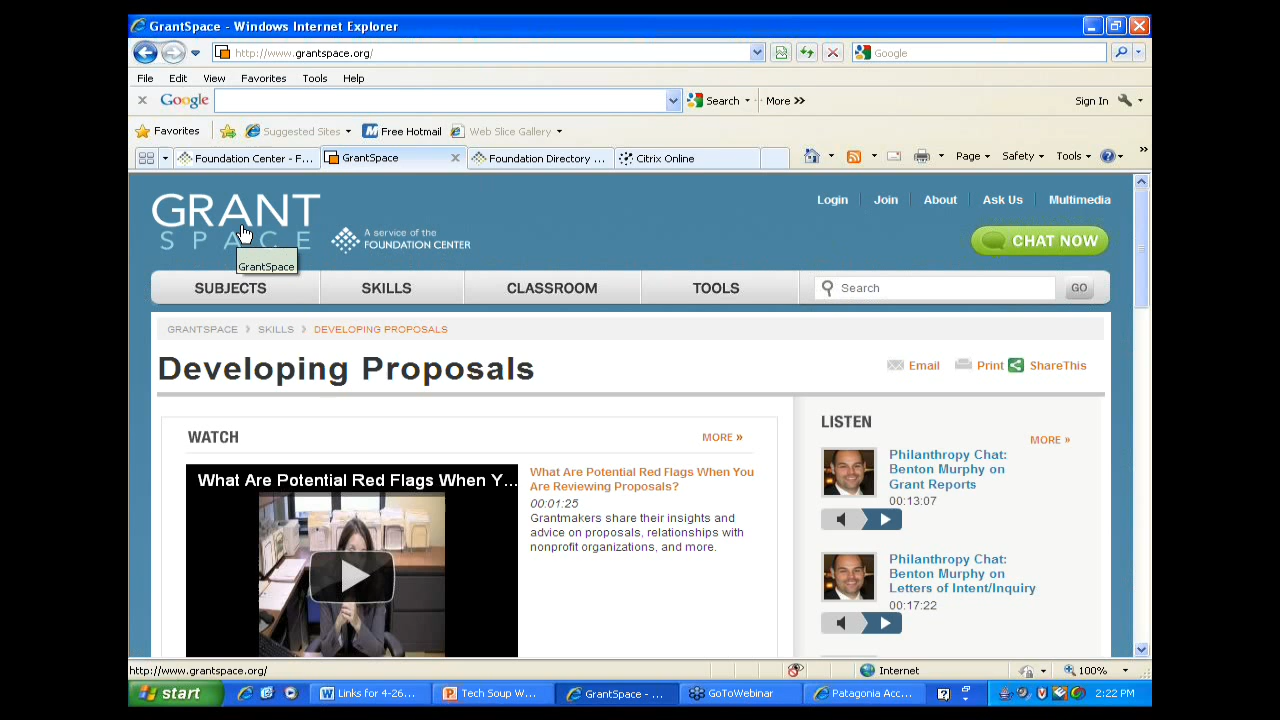 GrantSpace - Windows Internet Explorer
http://www.grantspace.org/
Google
File Edit View Favorites Tools Help
Google Search More >> Sign In
Favorites Suggested Sites Free Hotmail Web Slice Gallery
Foundation Center - F... GrantSpace Foundation Directory ... Citrix Online Page Safety Tools
GRANT
SPACE
A service of the
FOUNDATION CENTER
Login Join About Ask Us Multimedia
CHAT NOW
GrantSpace
SUBJECTS SKILLS CLASSROOM TOOLS Search GO
GRANTSPACE > SKILLS > DEVELOPING PROPOSALS
Developing Proposals
Email Print ShareThis
WATCH
MORE »
What Are Potential Red Flags When Y...
What Are Potential Red Flags When You
Are Reviewing Proposals?
00:01:25
Grantmakers share their insights and
advice on proposals, relationships with
nonprofit organizations, and more.
LISTEN
MORE »
Philanthropy Chat:
Benton Murphy on
Grant Reports
00:13:07
Philanthropy Chat:
Benton Murphy on
Letters of Intent/Inquiry
00:17:22
http://www.grantspace.org/ Internet 100%
start Links for 4-26... Tech Soup W... GrantSpace - ... GoToWebinar Patagonia Acc... 2:22 PM